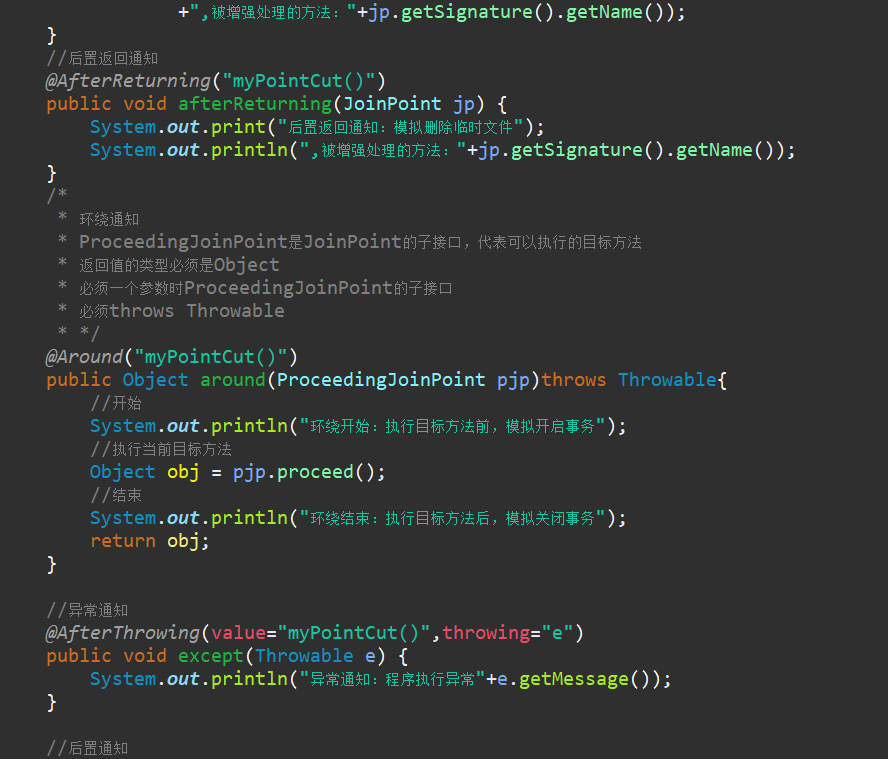 +",被增强处理的方法："+jp.getSignature().getName());
}
//后置返回通知
@AfterReturning("myPointCut()")
public void afterReturning(JoinPoint jp) {
System.out.print("后置返回通知：模拟删除临时文件");
System.out.println(",被增强处理的方法："+jp.getSignature().getName());
}
/*
* 环绕通知
* ProceedingJoinPoint是JoinPoint的子接口，代表可以执行的目标方法
* 返回值的类型必须是Object
* 必须一个参数时ProceedingJoinPoint的子接口
* 必须throws Throwable
* */
@Around("myPointCut()")
public Object around(ProceedingJoinPoint pjp)throws Throwable{
//开始
System.out.println("环绕开始：执行目标方法前，模拟开启事务");
//执行当前目标方法
Object obj = pjp.proceed();
//结束
System.out.println("环绕结束：执行目标方法后，模拟关闭事务");
return obj;
}
//异常通知
@AfterThrowing(value="myPointCut()",throwing="e")
public void except(Throwable e) {
System.out.println("异常通知：程序执行异常"+e.getMessage());
}
//后置通知